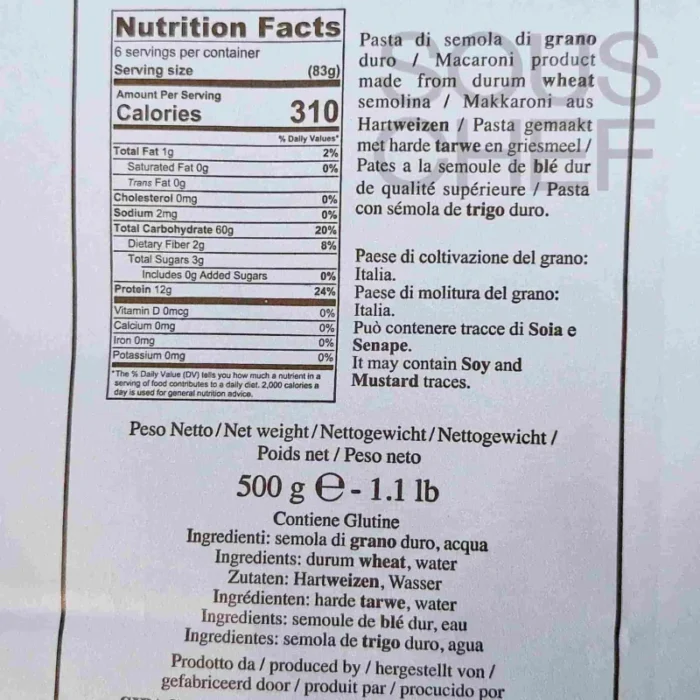 Nutrition Facts
6 servings per container
Serving size (83g)
Amount Per Serving
Calories 310
% Daily Values*
Total Fat 1g 2%
Saturated Fat 0g 0%
Trans Fat 0g
Cholesterol 0mg 0%
Sodium 2mg 0%
Total Carbohydrate 60g 20%
Dietary Fiber 2g 8%
Total Sugars 3g
Includes 0g Added Sugars 0%
Protein 12g 24%
Vitamin D 0mcg 0%
Calcium 0mg 0%
Iron 0mg 0%
Potassium 0mg 0%
*The % Daily Value (DV) tells you how much a nutrient in a
serving of food contributes to a daily diet. 2,000 calories a
day is used for general nutrition advice.
SOUS
CHEF
Pasta di semola di grano
duro / Macaroni product
made from durum wheat
semolina / Makkaroni aus
Hartweizen / Pasta gemaakt
met harde tarwe en griesmeel /
Pates a la semoule de blé dur
de qualité supérieure / Pasta
con sémola de trigo duro.
Paese di coltivazione del grano:
Italia.
Paese di molitura del grano:
Italia.
Può contenere tracce di Soia e
Senape.
It may contain Soy and
Mustard traces.
Peso Netto/Net weight/Nettogewicht/Nettogewicht /
Poids net / Peso neto
500 g ℮ - 1.1 lb
Contiene Glutine
Ingredienti: semola di grano duro, acqua
Ingredients: durum wheat, water
Zutaten: Hartweizen, Wasser
Ingrédienten: harde tarwe, water
Ingredients: semoule de blé dur, eau
Ingredientes: semola de trigo duro, agua
Prodotto da / produced by / hergestellt von /
gefabriceerd door / produit par / procucido por